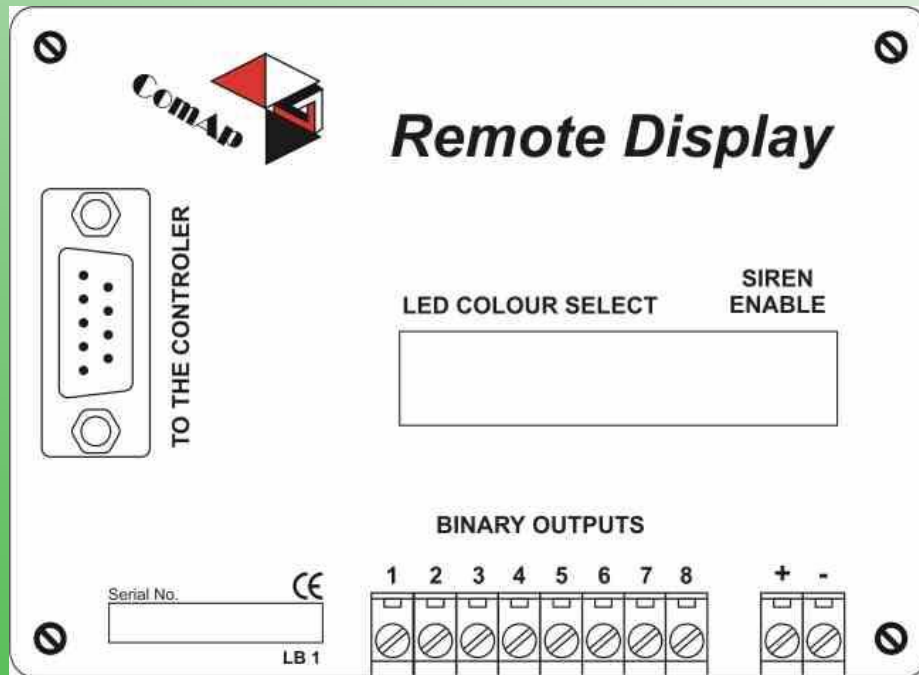 ComAp
Remote Display
TO THE CONTROLER
LED COLOUR SELECT
SIREN
ENABLE
BINARY OUTPUTS
1 2 3 4 5 6 7 8 + -
Serial No. CE
LB 1